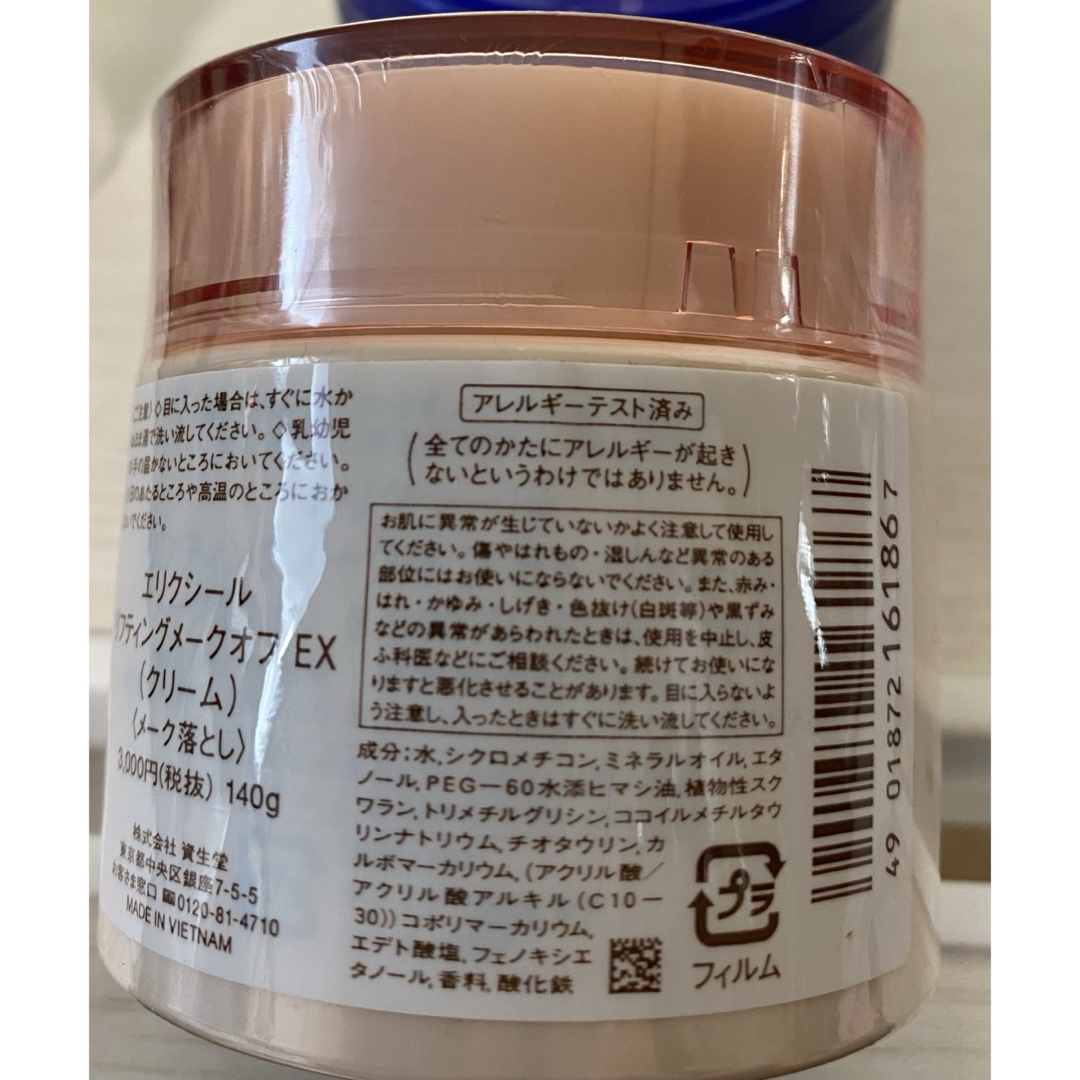 ご注意〉◇目に入った場合は、すぐに水か
で洗い流してください。◇乳幼児
手の届かないところにおいてください。
日のあたるところや高温のところにおか
ないでください。
エリクシール
フティングメークオフ EX
(クリーム)
〈メーク落とし〉
3,000円(税抜) 140g
株式会社 資生堂
東京都中央区銀座7-5-5
お客さま窓口 ☎0120-81-4710
MADE IN VIETNAM
アレルギーテスト済み
(全てのかたにアレルギーが起き
ないというわけではありません。)
お肌に異常が生じていないかよく注意して使用し
てください。傷やはれもの・湿しんなど異常のある
部位にはお使いにならないでください。また、赤み・
はれ・かゆみ・しげき・色抜け(白斑等)や黒ずみ
などの異常があらわれたときは、使用を中止し、皮
ふ科医などにご相談ください。続けてお使いにな
りますと悪化させることがあります。目に入らないよ
う注意し、入ったときはすぐに洗い流してください。
成分:水,シクロメチコン,ミネラルオイル,エタ
ノール,PEG−60水添ヒマシ油,植物性スク
ワラン,トリメチルグリシン,ココイルメチルタウ
リンナトリウム,チオタウリン,カ
ルボマーカリウム,(アクリル酸/
アクリル酸アルキル(C10−
30))コポリマーカリウム,
エデト酸塩,フェノキシエ
タノール,香料,酸化鉄
プラ
フィルム
4901872161867